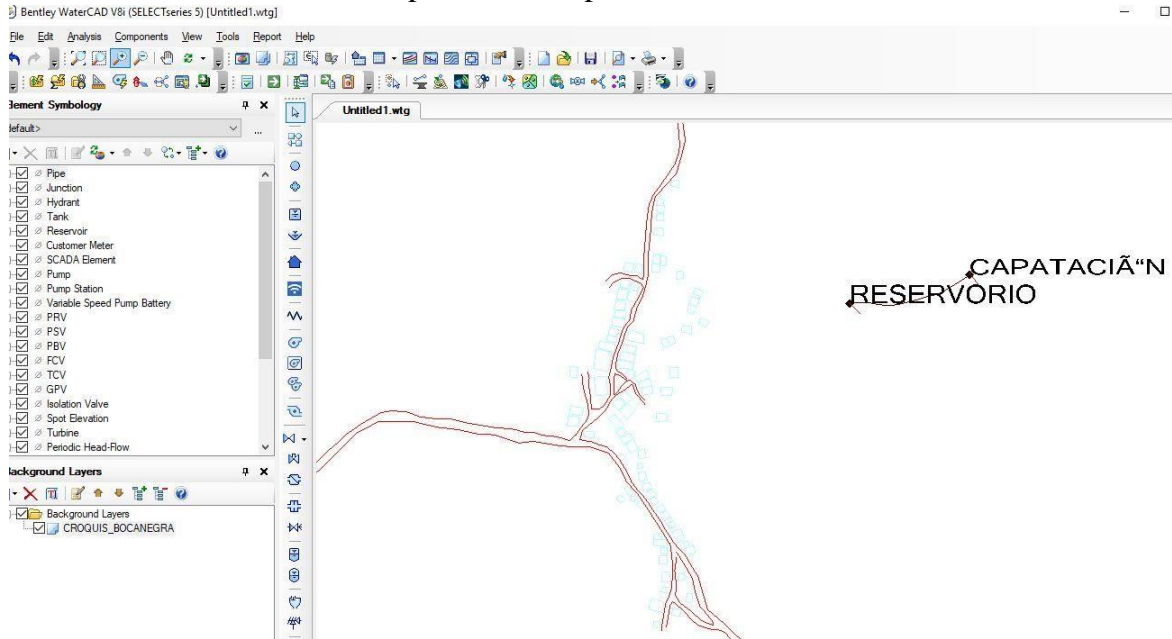 Bentley WaterCAD V8i (SELECTseries 5) [Untitled1.wtg]
File Edit Analysis Components View Tools Report Help
Element Symbology
Untitled1.wtg
default>
Pipe
Junction
Hydrant
Tank
Reservoir
Customer Meter
SCADA Element
Pump
Pump Station
Variable Speed Pump Battery
PRV
PSV
PBV
FCV
TCV
GPV
Isolation Valve
Spot Elevation
Turbine
Periodic Head-Flow
Background Layers
Background Layers
CROQUIS_BOCANEGRA
CAPATACIÃ“N
RESERVORIO